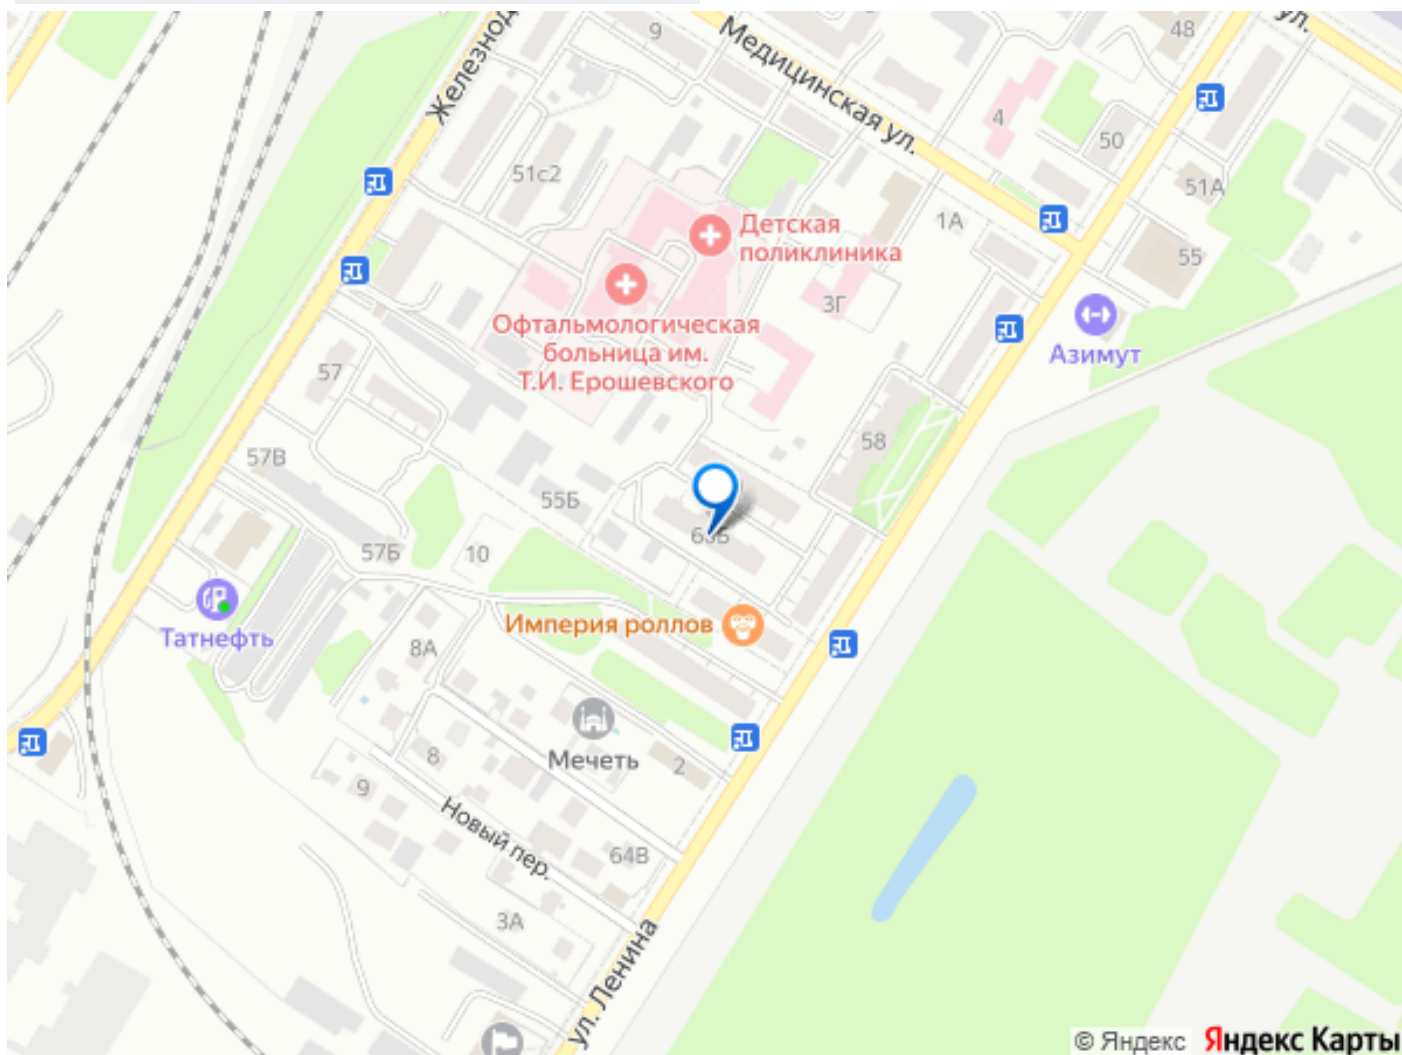 9
48
ул.
Железнод
Медицинская ул.
4
50
51с2
51А
Детская
поликлиника
1А
55
3Г
Офтальмологическая
больница им.
Т.И. Ерошевского
Азимут
57
58
57В
55Б
63Б
57Б
10
Татнефть
Империя роллов
8А
Мечеть
2
8
9
Новый пер.
64В
3А
ул. Ленина
© Яндекс Яндекс Карты